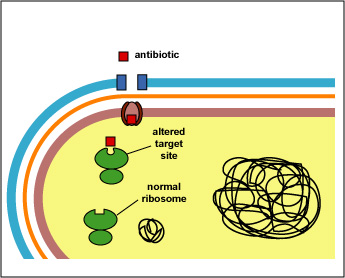 antibiotic
altered
target
site
normal
ribosome